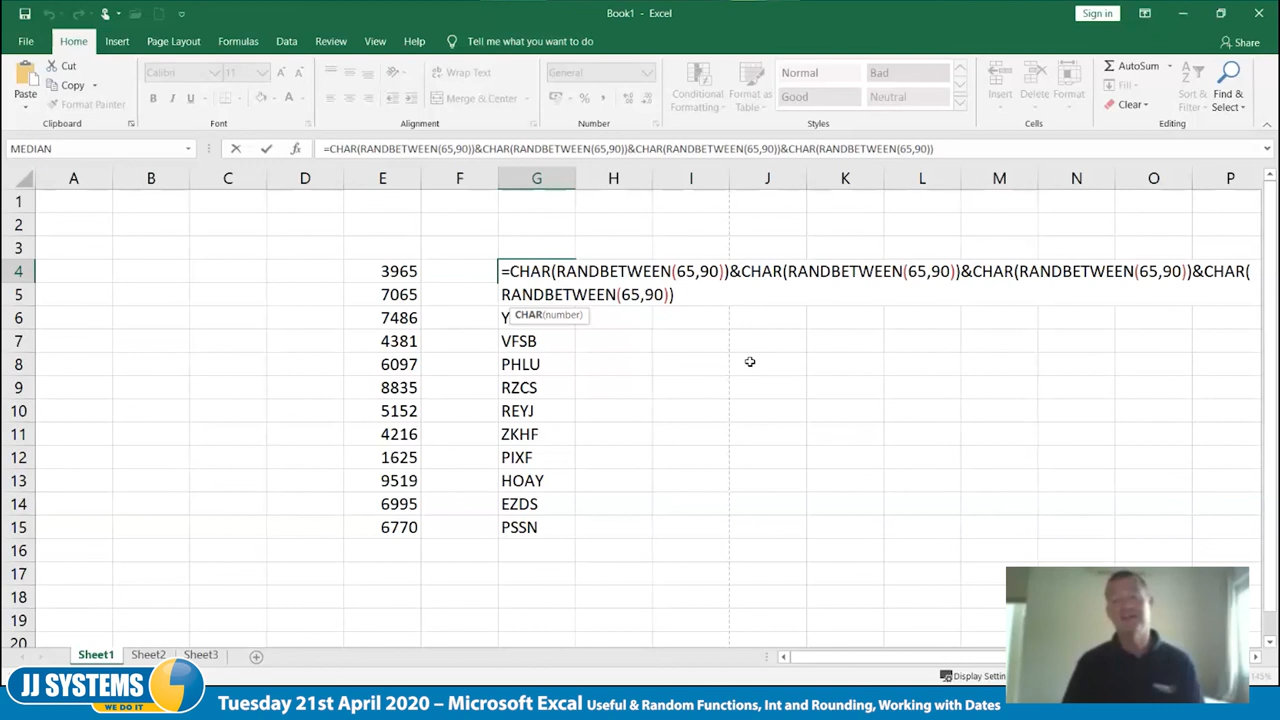 Book1 - Excel
Sign in
File Home Insert Page Layout Formulas Data Review View Help Tell me what you want to do Share
Paste
Cut
Copy
Format Painter
Clipboard
Calibri 11
B I U A
Font
Wrap Text
Merge & Center
Alignment
General
%
Number
Conditional Formatting
Format as Table
Normal Bad
Good Neutral
Styles
Insert Delete Format
Cells
AutoSum
Fill
Clear
Sort & Filter
Find & Select
Editing
MEDIAN
=CHAR(RANDBETWEEN(65,90))&CHAR(RANDBETWEEN(65,90))&CHAR(RANDBETWEEN(65,90))&CHAR(RANDBETWEEN(65,90))
A B C D E F G H I J K L M N O P
1
2
3
4 3965 =CHAR(RANDBETWEEN(65,90))&CHAR(RANDBETWEEN(65,90))&CHAR(RANDBETWEEN(65,90))&CHAR(
5 7065 RANDBETWEEN(65,90))
6 7486 Y CHAR(number)
7 4381 VFSB
8 6097 PHLU
9 8835 RZCS
10 5152 REYJ
11 4216 ZKHF
12 1625 PIXF
13 9519 HOAY
14 6995 EZDS
15 6770 PSSN
16
17
18
19
20
Sheet1 Sheet2 Sheet3
Display Settin
145%
JJ SYSTEMS
WE DO IT
Tuesday 21st April 2020 – Microsoft Excal Useful & Random Functions, Int and Rounding, Working with Dates